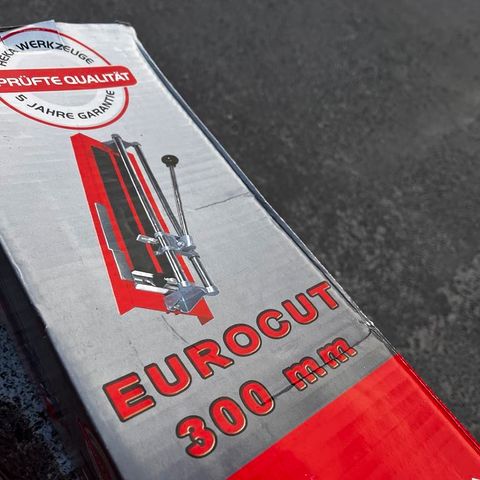 WERKZEUGE
PRÜFTE QUALITÄT
5 JAHRE GARANTIE
EUROCUT
300 mm